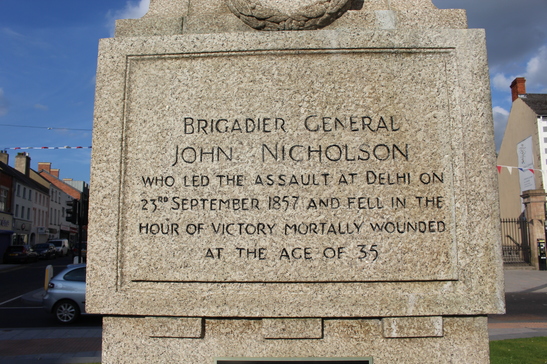 BRIGADIER GENERAL
JOHN NICHOLSON
WHO LED THE ASSAULT AT DELHI ON
23RD SEPTEMBER 1857 AND FELL IN THE
HOUR OF VICTORY MORTALLY WOUNDED
AT THE AGE OF 35